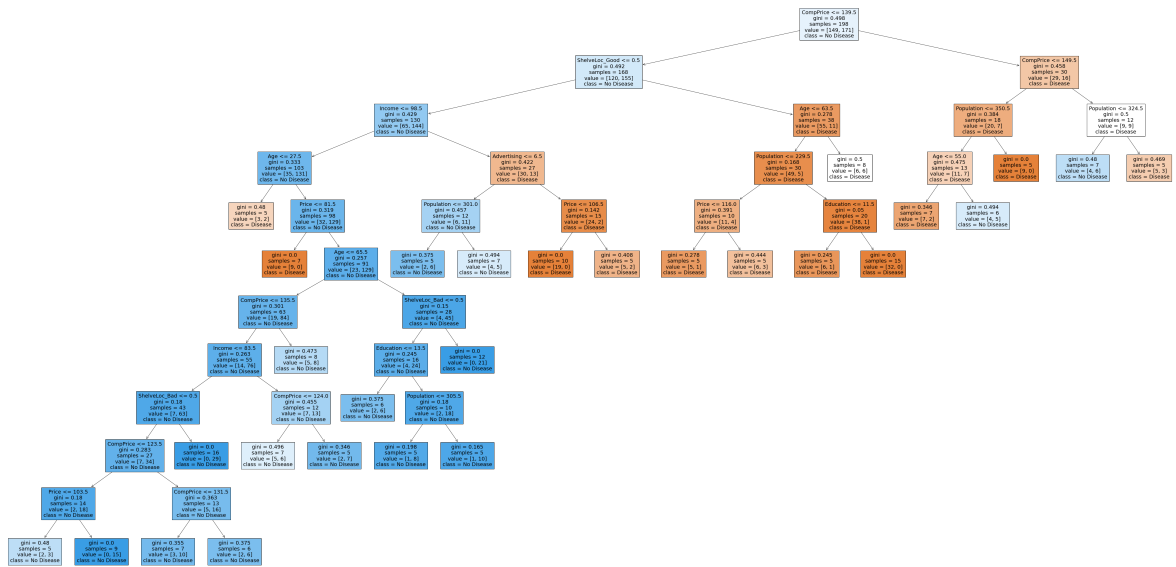 CompPrice <= 139.5
gini = 0.498
samples = 198
value = [149, 171]
class = No Disease
ShelveLoc_Good <= 0.5
gini = 0.492
samples = 168
value = [120, 155]
class = No Disease
CompPrice <= 149.5
gini = 0.458
samples = 30
value = [29, 16]
class = Disease
Income <= 98.5
gini = 0.429
samples = 130
value = [65, 144]
class = No Disease
Age <= 63.5
gini = 0.278
samples = 38
value = [55, 11]
class = Disease
Population <= 350.5
gini = 0.384
samples = 18
value = [20, 7]
class = Disease
Population <= 324.5
gini = 0.5
samples = 12
value = [9, 9]
class = Disease
Age <= 27.5
gini = 0.333
samples = 103
value = [35, 131]
class = No Disease
Advertising <= 6.5
gini = 0.422
samples = 27
value = [30, 13]
class = Disease
Population <= 229.5
gini = 0.168
samples = 30
value = [49, 5]
class = Disease
gini = 0.5
samples = 8
value = [6, 6]
class = Disease
Age <= 55.0
gini = 0.475
samples = 13
value = [11, 7]
class = Disease
gini = 0.0
samples = 5
value = [9, 0]
class = Disease
gini = 0.48
samples = 7
value = [4, 6]
class = No Disease
gini = 0.469
samples = 5
value = [5, 3]
class = Disease
gini = 0.48
samples = 5
value = [3, 2]
class = Disease
Price <= 81.5
gini = 0.319
samples = 98
value = [32, 129]
class = No Disease
Population <= 301.0
gini = 0.457
samples = 12
value = [6, 11]
class = No Disease
Price <= 106.5
gini = 0.142
samples = 15
value = [24, 2]
class = Disease
Price <= 116.0
gini = 0.391
samples = 10
value = [11, 4]
class = Disease
Education <= 11.5
gini = 0.05
samples = 20
value = [38, 1]
class = Disease
gini = 0.346
samples = 7
value = [7, 2]
class = Disease
gini = 0.494
samples = 6
value = [4, 5]
class = No Disease
gini = 0.0
samples = 7
value = [9, 0]
class = Disease
Age <= 65.5
gini = 0.257
samples = 91
value = [23, 129]
class = No Disease
gini = 0.375
samples = 5
value = [2, 6]
class = No Disease
gini = 0.494
samples = 7
value = [4, 5]
class = No Disease
gini = 0.0
samples = 10
value = [19, 0]
class = Disease
gini = 0.408
samples = 5
value = [5, 2]
class = Disease
gini = 0.278
samples = 5
value = [5, 1]
class = Disease
gini = 0.444
samples = 5
value = [6, 3]
class = Disease
gini = 0.245
samples = 5
value = [6, 1]
class = Disease
gini = 0.0
samples = 15
value = [32, 0]
class = Disease
CompPrice <= 135.5
gini = 0.301
samples = 63
value = [19, 84]
class = No Disease
ShelveLoc_Bad <= 0.5
gini = 0.15
samples = 28
value = [4, 45]
class = No Disease
Income <= 83.5
gini = 0.263
samples = 55
value = [14, 76]
class = No Disease
gini = 0.473
samples = 8
value = [5, 8]
class = No Disease
Education <= 13.5
gini = 0.245
samples = 16
value = [4, 24]
class = No Disease
gini = 0.0
samples = 12
value = [0, 21]
class = No Disease
ShelveLoc_Bad <= 0.5
gini = 0.18
samples = 43
value = [7, 63]
class = No Disease
CompPrice <= 124.0
gini = 0.455
samples = 12
value = [7, 13]
class = No Disease
gini = 0.375
samples = 6
value = [2, 6]
class = No Disease
Population <= 305.5
gini = 0.18
samples = 10
value = [2, 18]
class = No Disease
CompPrice <= 123.5
gini = 0.283
samples = 27
value = [7, 34]
class = No Disease
gini = 0.0
samples = 16
value = [0, 29]
class = No Disease
gini = 0.496
samples = 7
value = [5, 6]
class = No Disease
gini = 0.346
samples = 5
value = [2, 7]
class = No Disease
gini = 0.198
samples = 5
value = [1, 8]
class = No Disease
gini = 0.165
samples = 5
value = [1, 10]
class = No Disease
Price <= 103.5
gini = 0.18
samples = 14
value = [2, 18]
class = No Disease
CompPrice <= 131.5
gini = 0.363
samples = 13
value = [5, 16]
class = No Disease
gini = 0.48
samples = 5
value = [2, 3]
class = No Disease
gini = 0.0
samples = 9
value = [0, 15]
class = No Disease
gini = 0.355
samples = 7
value = [3, 10]
class = No Disease
gini = 0.375
samples = 6
value = [2, 6]
class = No Disease